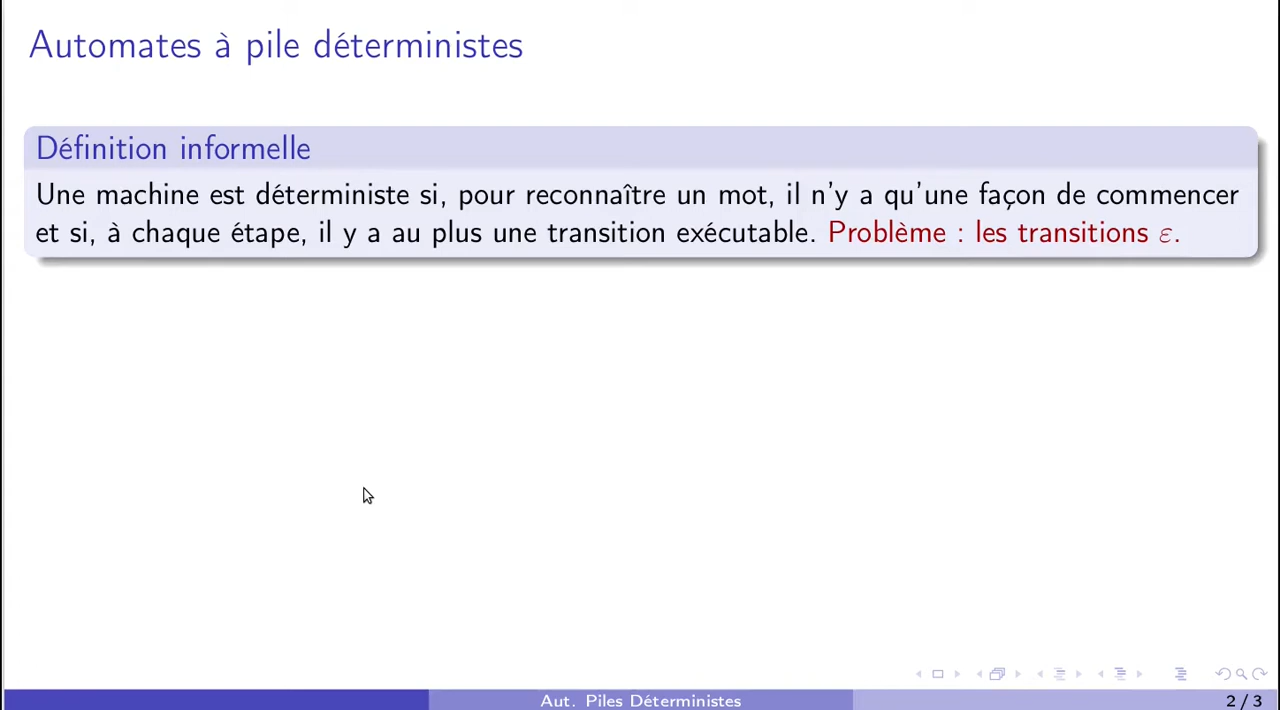 Automates à pile déterministes
Définition informelle
Une machine est déterministe si, pour reconnaître un mot, il n'y a qu'une façon de commencer
et si, à chaque étape, il y a au plus une transition exécutable. Problème : les transitions ε.
Aut. Piles Déterministes
2 / 3